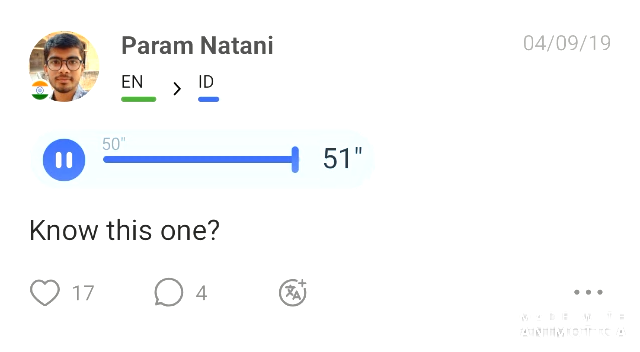 Param Natani
04/09/19
EN > ID
50"
51"
Know this one?
17
4